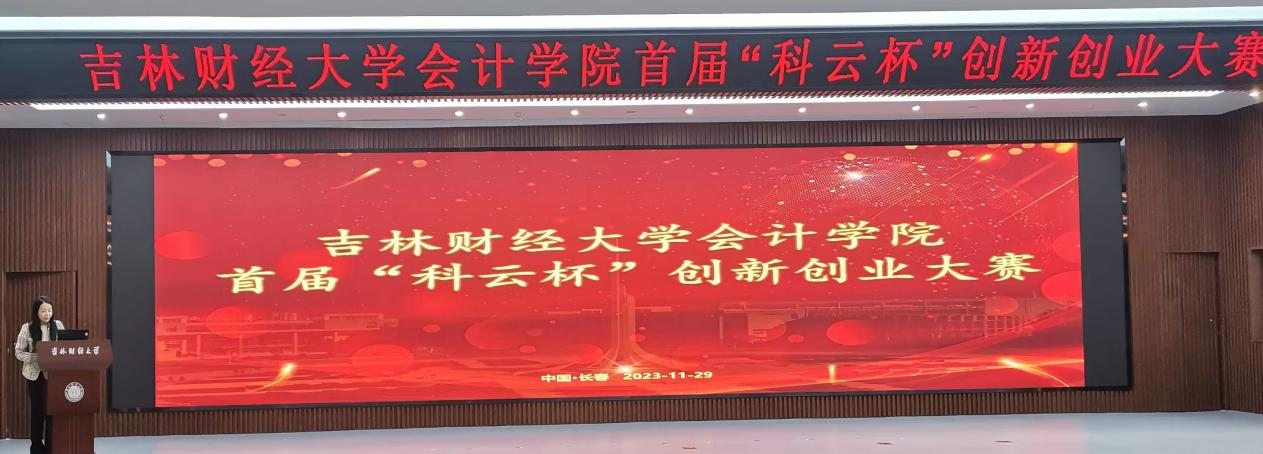 吉林财经大学会计学院首届“科云杯”创新创业大赛
吉林财经大学会计学院
首届“科云杯”创新创业大赛
中国·长春 2023-11-29
吉林财经大学